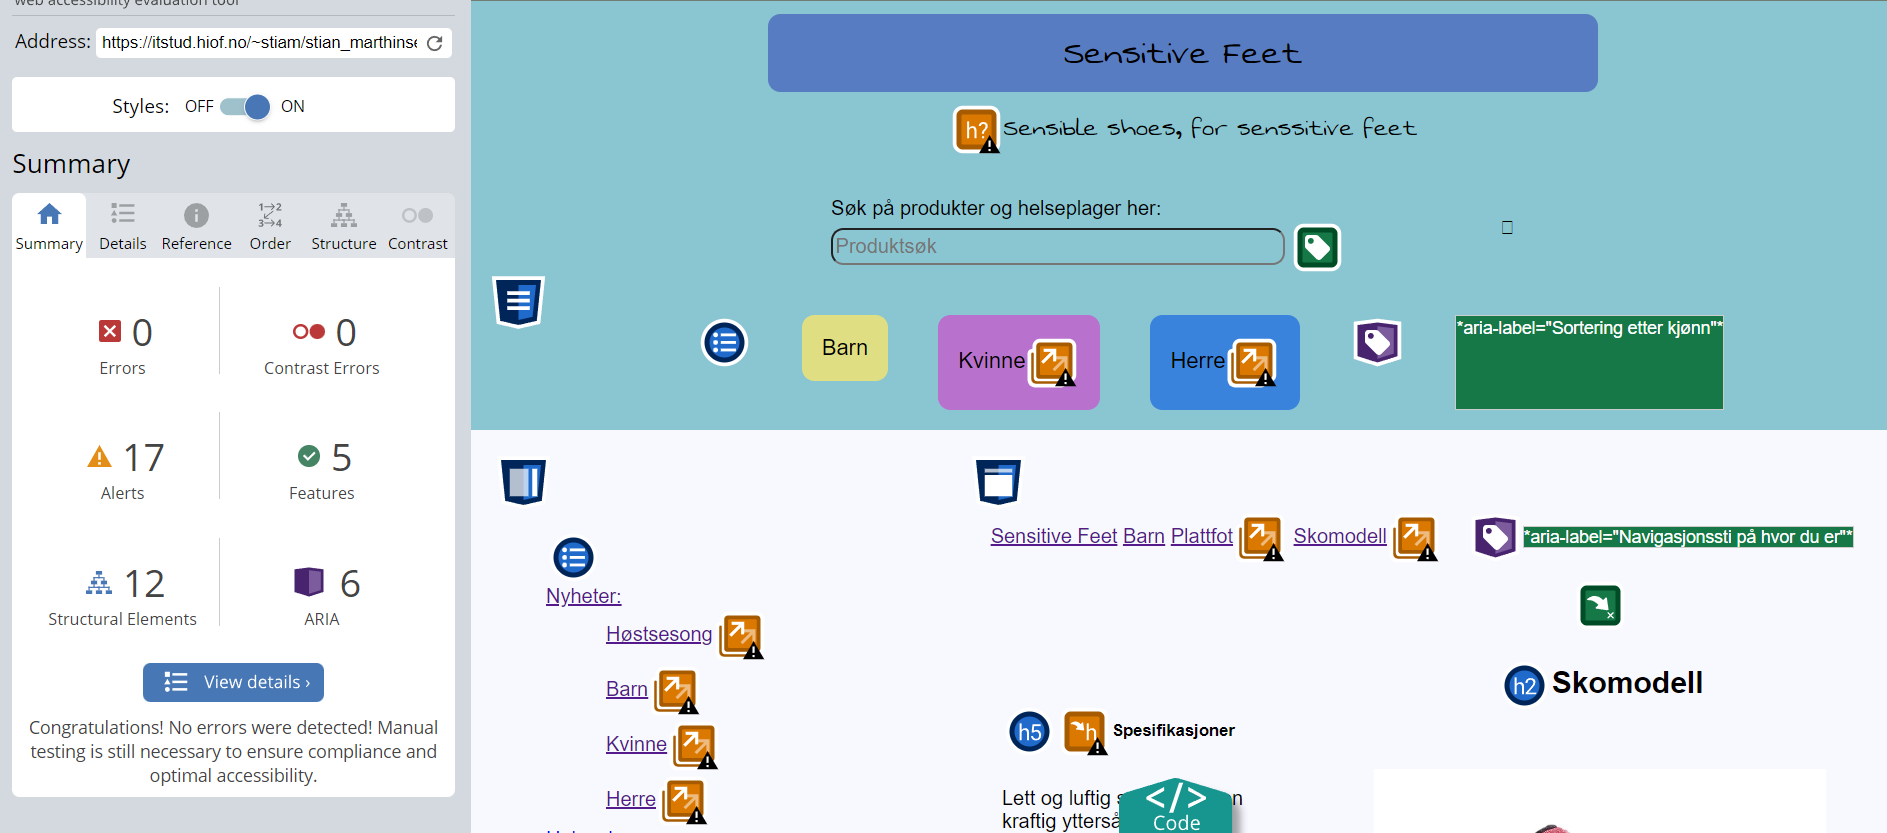 web accessibility evaluation tool
Address: https://itstud.hiof.no/~stiam/stian_marthinse
Styles: OFF ON
Summary
Summary Details Reference Order Structure Contrast
1→2
3→4
0 0
Errors Contrast Errors
17 5
Alerts Features
12 6
Structural Elements ARIA
View details ›
Congratulations! No errors were detected! Manual
testing is still necessary to ensure compliance and
optimal accessibility.
Sensitive Feet
h? Sensible shoes, for senssitive feet
Søk på produkter og helseplager her:
Produktsøk
Barn Kvinne Herre *aria-label="Sortering etter kjønn"*
Sensitive Feet Barn Plattfot Skomodell *aria-label="Navigasjonssti på hvor du er"*
Nyheter:
Høstsesong
Barn
Kvinne
Herre
h2 Skomodell
h5 h Spesifikasjoner
Lett og luftig
kraftig
</> Code